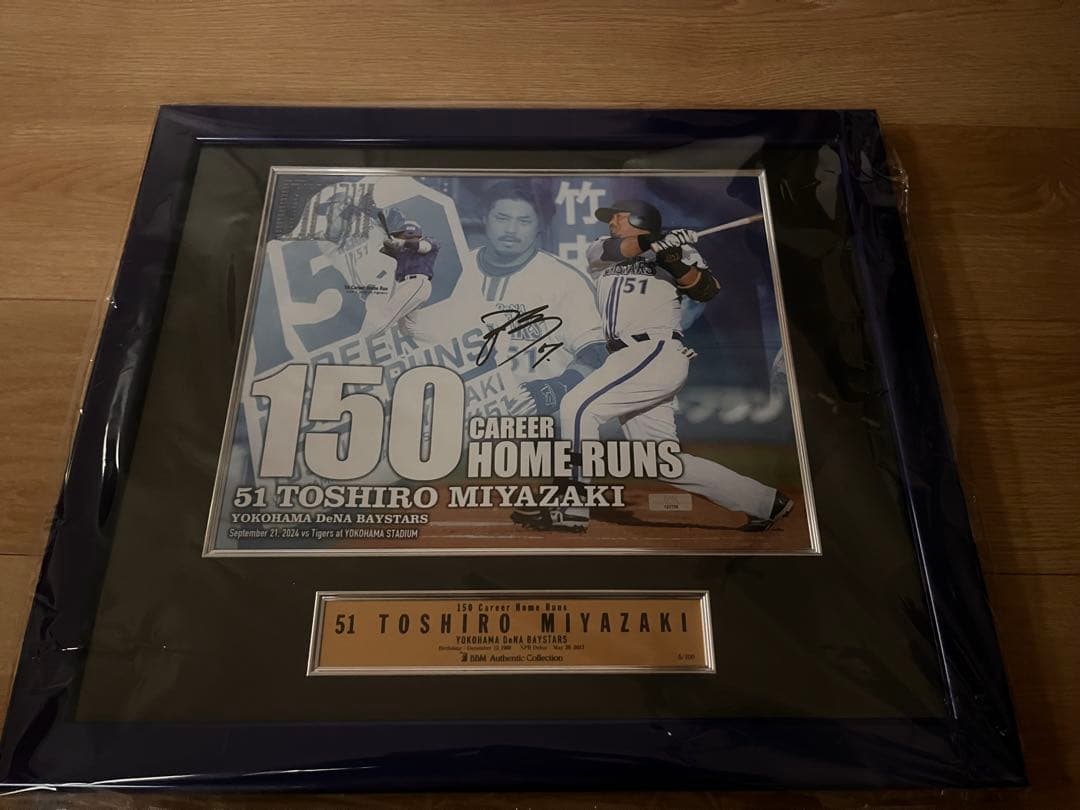 竹
51
51
150
CAREER
HOME RUNS
51 TOSHIRO MIYAZAKI
YOKOHAMA DeNA BAYSTARS
September 21, 2024 vs Tigers at YOKOHAMA STADIUM
150 Career Home Runs
51 TOSHIRO MIYAZAKI
YOKOHAMA DeNA BAYSTARS
BBM Authentic Collection